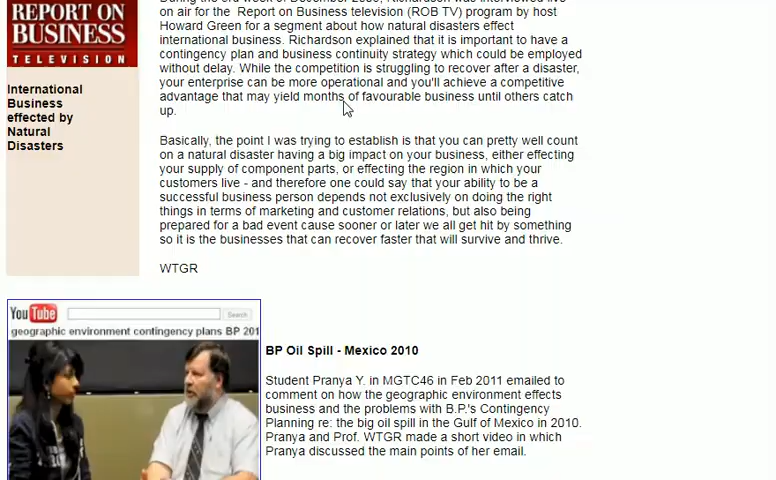 During the 3rd week of December 2006, Richardson was interviewed live
on air for the  Report on Business television (ROB TV) program by host
Howard Green for a segment about how natural disasters effect
international business. Richardson explained that it is important to have a
contingency plan and business continuity strategy which could be employed
without delay. While the competition is struggling to recover after a disaster,
your enterprise can be more operational and you'll achieve a competitive
advantage that may yield months of favourable business until others catch
up.
REPORT ON
BUSINESS
TELEVISION
International
Business
effected by
Natural
Disasters
Basically, the point I was trying to establish is that you can pretty well count
on a natural disaster having a big impact on your business, either effecting
your supply of component parts, or effecting the region in which your
customers live - and therefore one could say that your ability to be a
successful business person depends not exclusively on doing the right
things in terms of marketing and customer relations, but also being
prepared for a bad event cause sooner or later we all get hit by something
so it is the businesses that can recover faster that will survive and thrive.
WTGR
YouTube Search
geographic environment contingency plans BP 201
BP Oil Spill - Mexico 2010
Student Pranya Y. in MGTC46 in Feb 2011 emailed to
comment on how the geographic environment effects
business and the problems with B.P.'s Contingency
Planning re: the big oil spill in the Gulf of Mexico in 2010.
Pranya and Prof. WTGR made a short video in which
Pranya discussed the main points of her email.